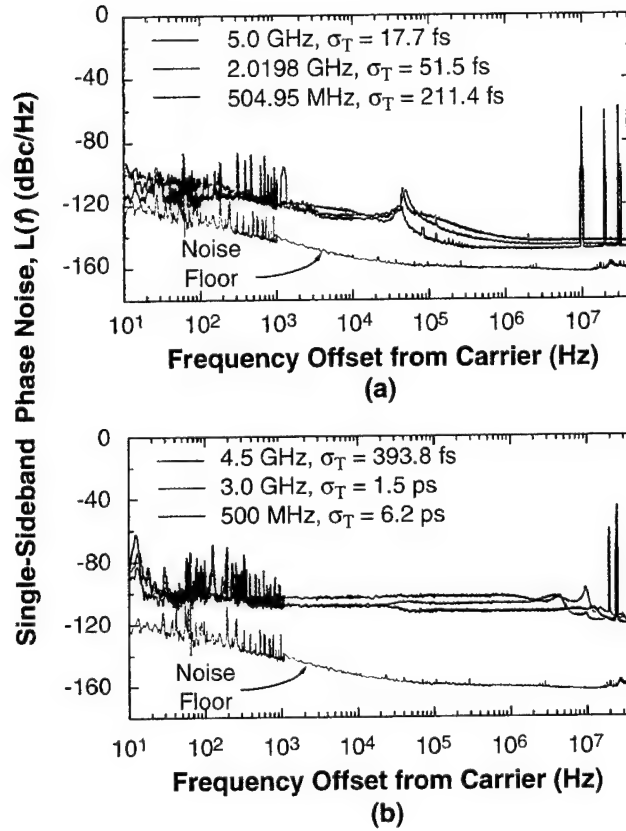 Single-Sideband Phase Noise, L(f) (dBc/Hz)
0
-40
-80
-120
-160
5.0 GHz, σT = 17.7 fs
2.0198 GHz, σT = 51.5 fs
504.95 MHz, σT = 211.4 fs
Noise
Floor
10¹ 10² 10³ 10⁴ 10⁵ 10⁶ 10⁷
Frequency Offset from Carrier (Hz)
(a)
0
-40
-80
-120
-160
4.5 GHz, σT = 393.8 fs
3.0 GHz, σT = 1.5 ps
500 MHz, σT = 6.2 ps
Noise
Floor
10¹ 10² 10³ 10⁴ 10⁵ 10⁶ 10⁷
Frequency Offset from Carrier (Hz)
(b)